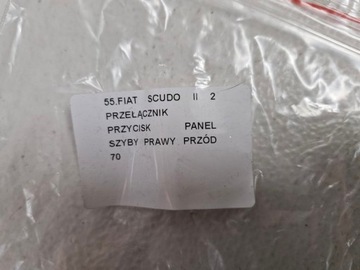 55.FIAT SCUDO II 2
PRZEŁĄCZNIK
PRZYCISK PANEL
SZYBY PRAWY PRZÓD
70